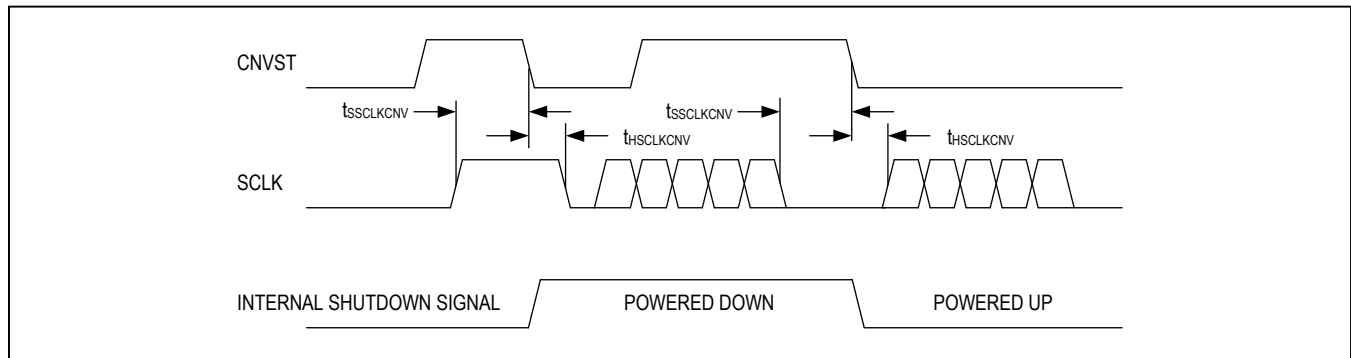 CNVST
tSSCLKCNV
tSSCLKCNV
tHSCLKCNV
tHSCLKCNV
SCLK
INTERNAL SHUTDOWN SIGNAL
POWERED DOWN
POWERED UP